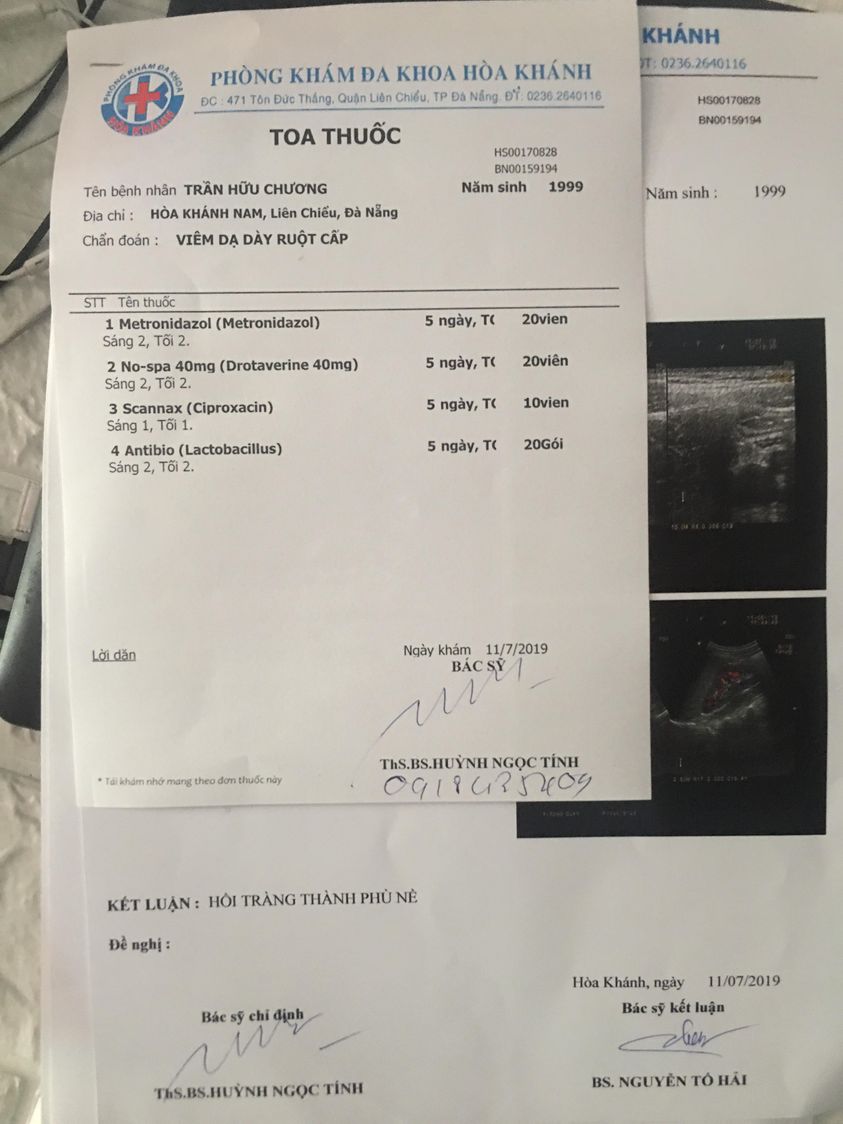 PHÒNG KHÁM ĐA KHOA
HÒA KHÁNH
PHÒNG KHÁM ĐA KHOA HÒA KHÁNH
ĐC : 471 Tôn Đức Thắng, Quận Liên Chiểu, TP Đà Nẵng. ĐT: 0236.2640116
TOA THUỐC
HS00170828
BN00159194
Tên bệnh nhân TRẦN HỮU CHƯƠNG Năm sinh 1999
Địa chỉ : HÒA KHÁNH NAM, Liên Chiểu, Đà Nẵng
Chẩn đoán : VIÊM DẠ DÀY RUỘT CẤP
STT Tên thuốc
1 Metronidazol (Metronidazol) 5 ngày, T( 20vien
Sáng 2, Tối 2.
2 No-spa 40mg (Drotaverine 40mg) 5 ngày, T( 20viên
Sáng 2, Tối 2.
3 Scannax (Ciproxacin) 5 ngày, T( 10vien
Sáng 1, Tối 1.
4 Antibio (Lactobacillus) 5 ngày, T( 20Gói
Sáng 2, Tối 2.
Lời dặn
Ngày khám 11/7/2019
BÁC SỸ
ThS.BS.HUỲNH NGỌC TÍNH
* Tái khám nhớ mang theo đơn thuốc này
KHÁNH
ĐT: 0236.2640116
HS00170828
BN00159194
Năm sinh : 1999
KẾT LUẬN : HỒI TRÀNG THÀNH PHÙ NỀ
Đề nghị :
Hòa Khánh, ngày 11/07/2019
Bác sỹ chỉ định
Bác sỹ kết luận
ThS.BS.HUỲNH NGỌC TÍNH
BS. NGUYỄN TÔ HẢI